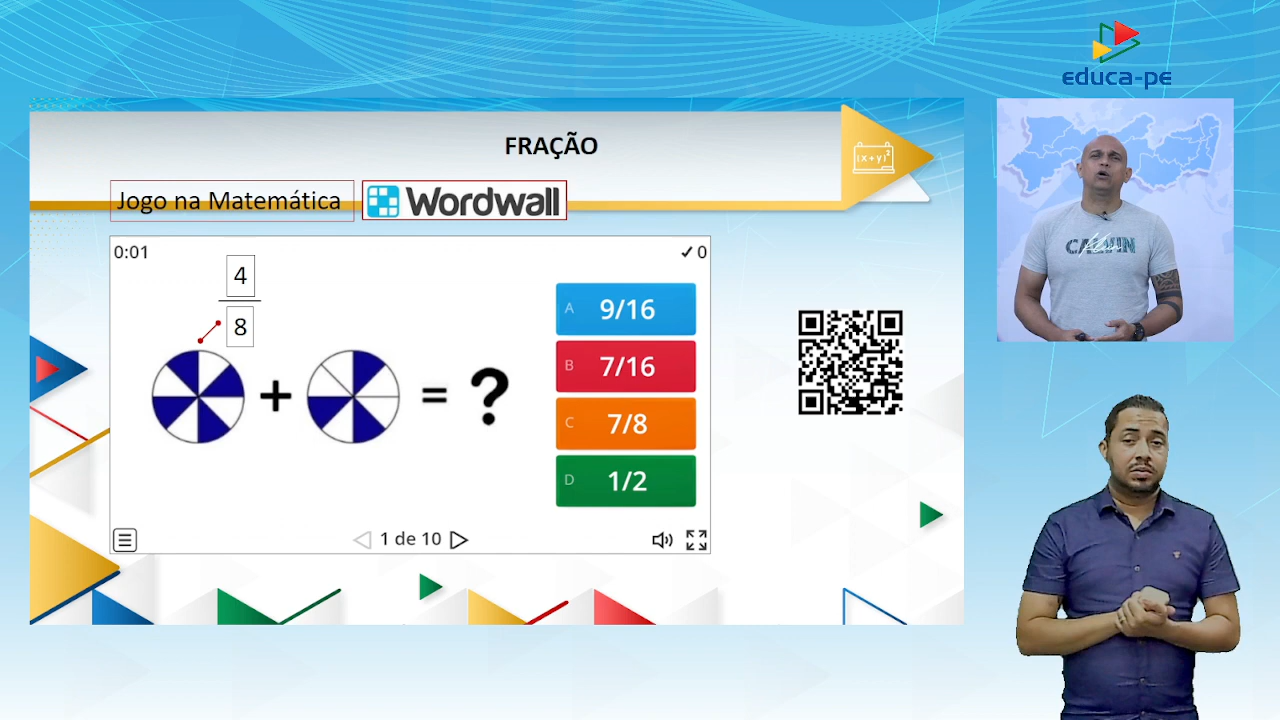 educa-pe
FRAÇÃO
(x+y)²
Jogo na Matemática
Wordwall
0:01
✓ 0
4
8
+
=
?
A 9/16
B 7/16
C 7/8
D 1/2
1 de 10